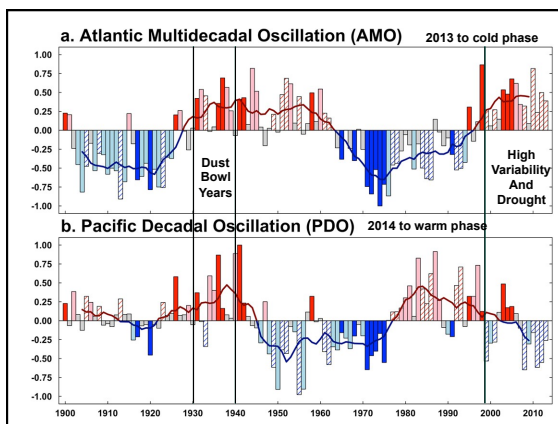 a. Atlantic Multidecadal Oscillation (AMO) 2013 to cold phase
1.00
0.75
0.50
0.25
0.00
-0.25
-0.50
-0.75
-1.00
Dust
Bowl
Years
High
Variability
And
Drought
b. Pacific Decadal Oscillation (PDO) 2014 to warm phase
1.00
0.75
0.50
0.25
0.00
-0.25
-0.50
-0.75
-1.00
1900 1910 1920 1930 1940 1950 1960 1970 1980 1990 2000 2010